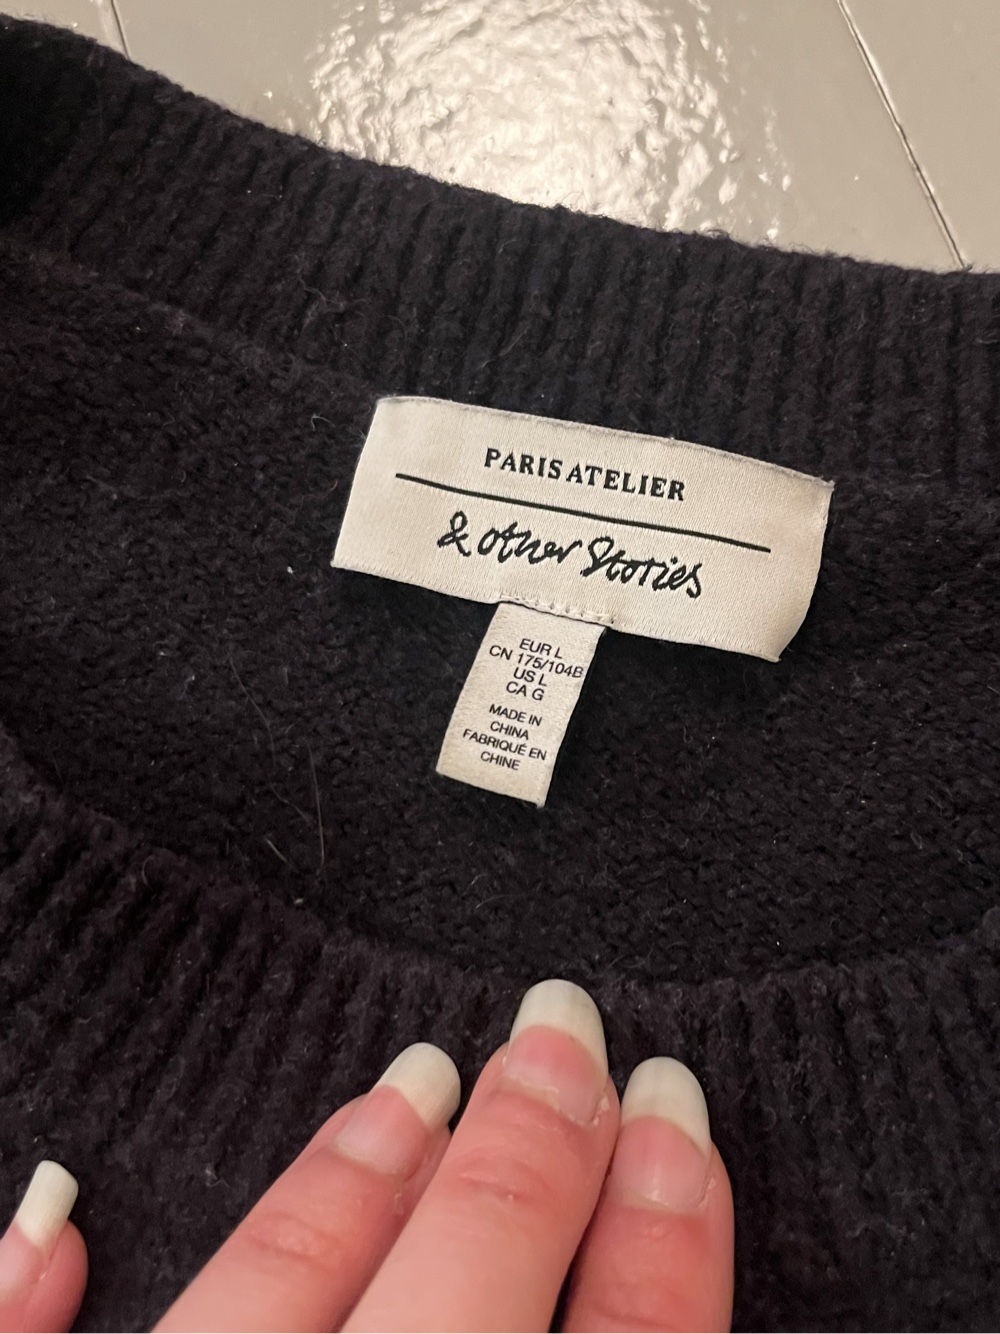 PARIS ATELIER
& other Stories
EUR L
CN 175/104B
US L
CA G
MADE IN
CHINA
FABRIQUÉ EN
CHINE